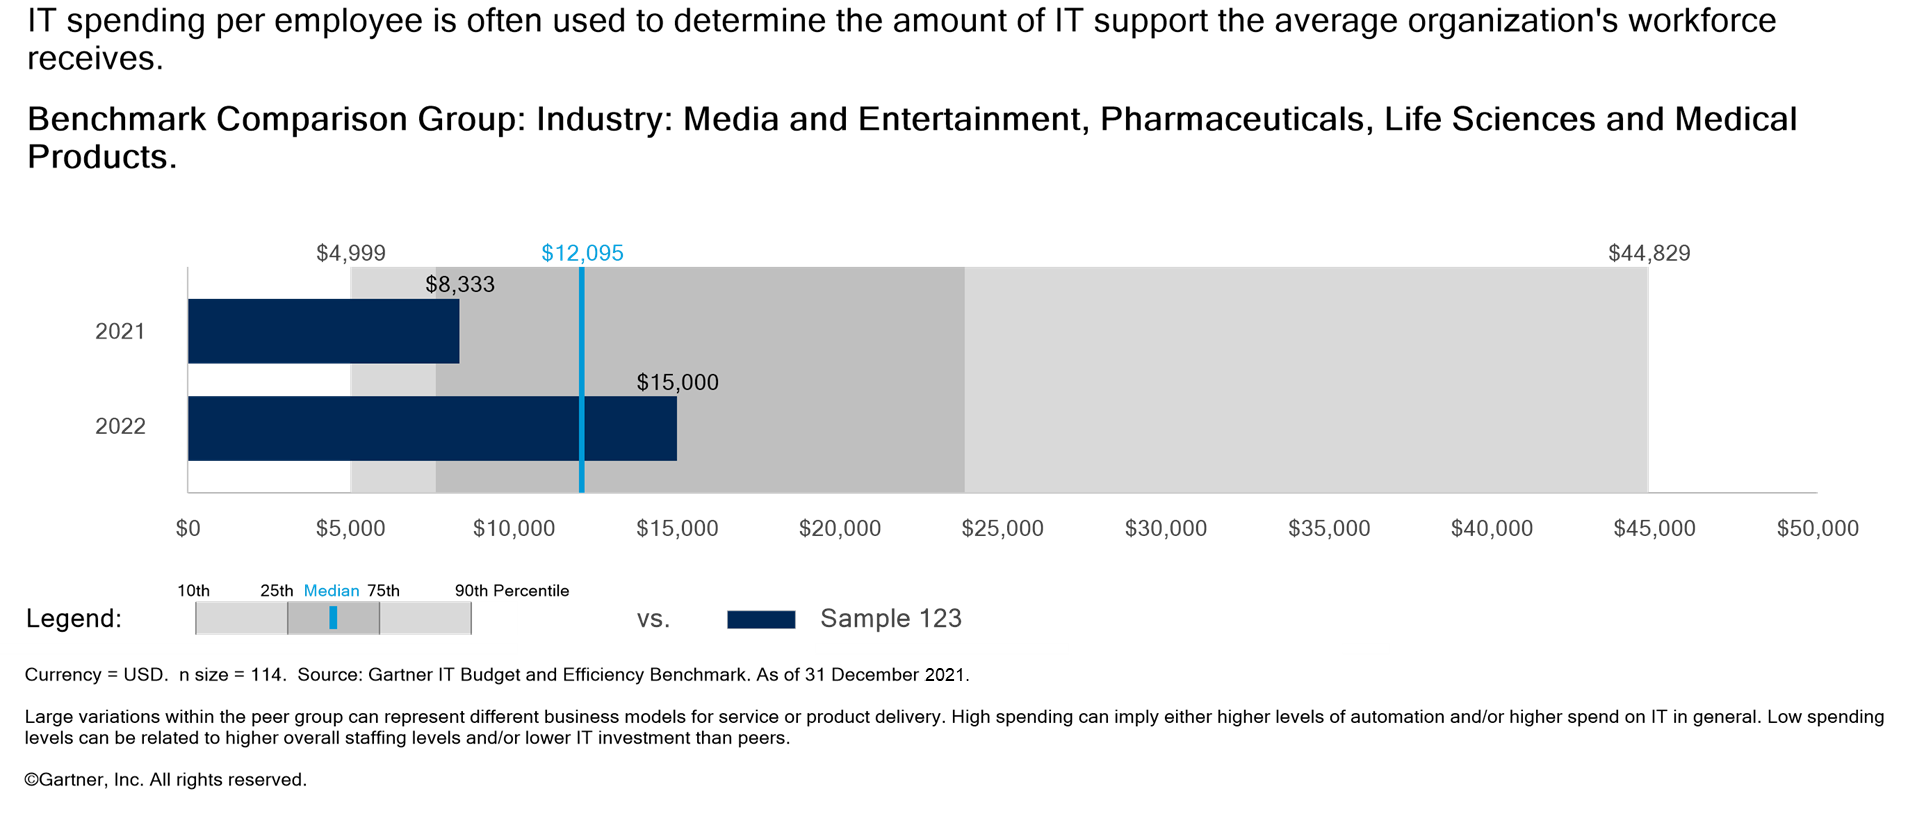 IT spending per employee is often used to determine the amount of IT support the average organization's workforce
receives.
Benchmark Comparison Group: Industry: Media and Entertainment, Pharmaceuticals, Life Sciences and Medical
Products.
$4,999 $12,095 $44,829
$8,333
2021
$15,000
2022
$0 $5,000 $10,000 $15,000 $20,000 $25,000 $30,000 $35,000 $40,000 $45,000 $50,000
10th 25th Median 75th 90th Percentile
Legend: vs. Sample 123
Currency = USD. n size = 114. Source: Gartner IT Budget and Efficiency Benchmark. As of 31 December 2021.
Large variations within the peer group can represent different business models for service or product delivery. High spending can imply either higher levels of automation and/or higher spend on IT in general. Low spending
levels can be related to higher overall staffing levels and/or lower IT investment than peers.
©Gartner, Inc. All rights reserved.